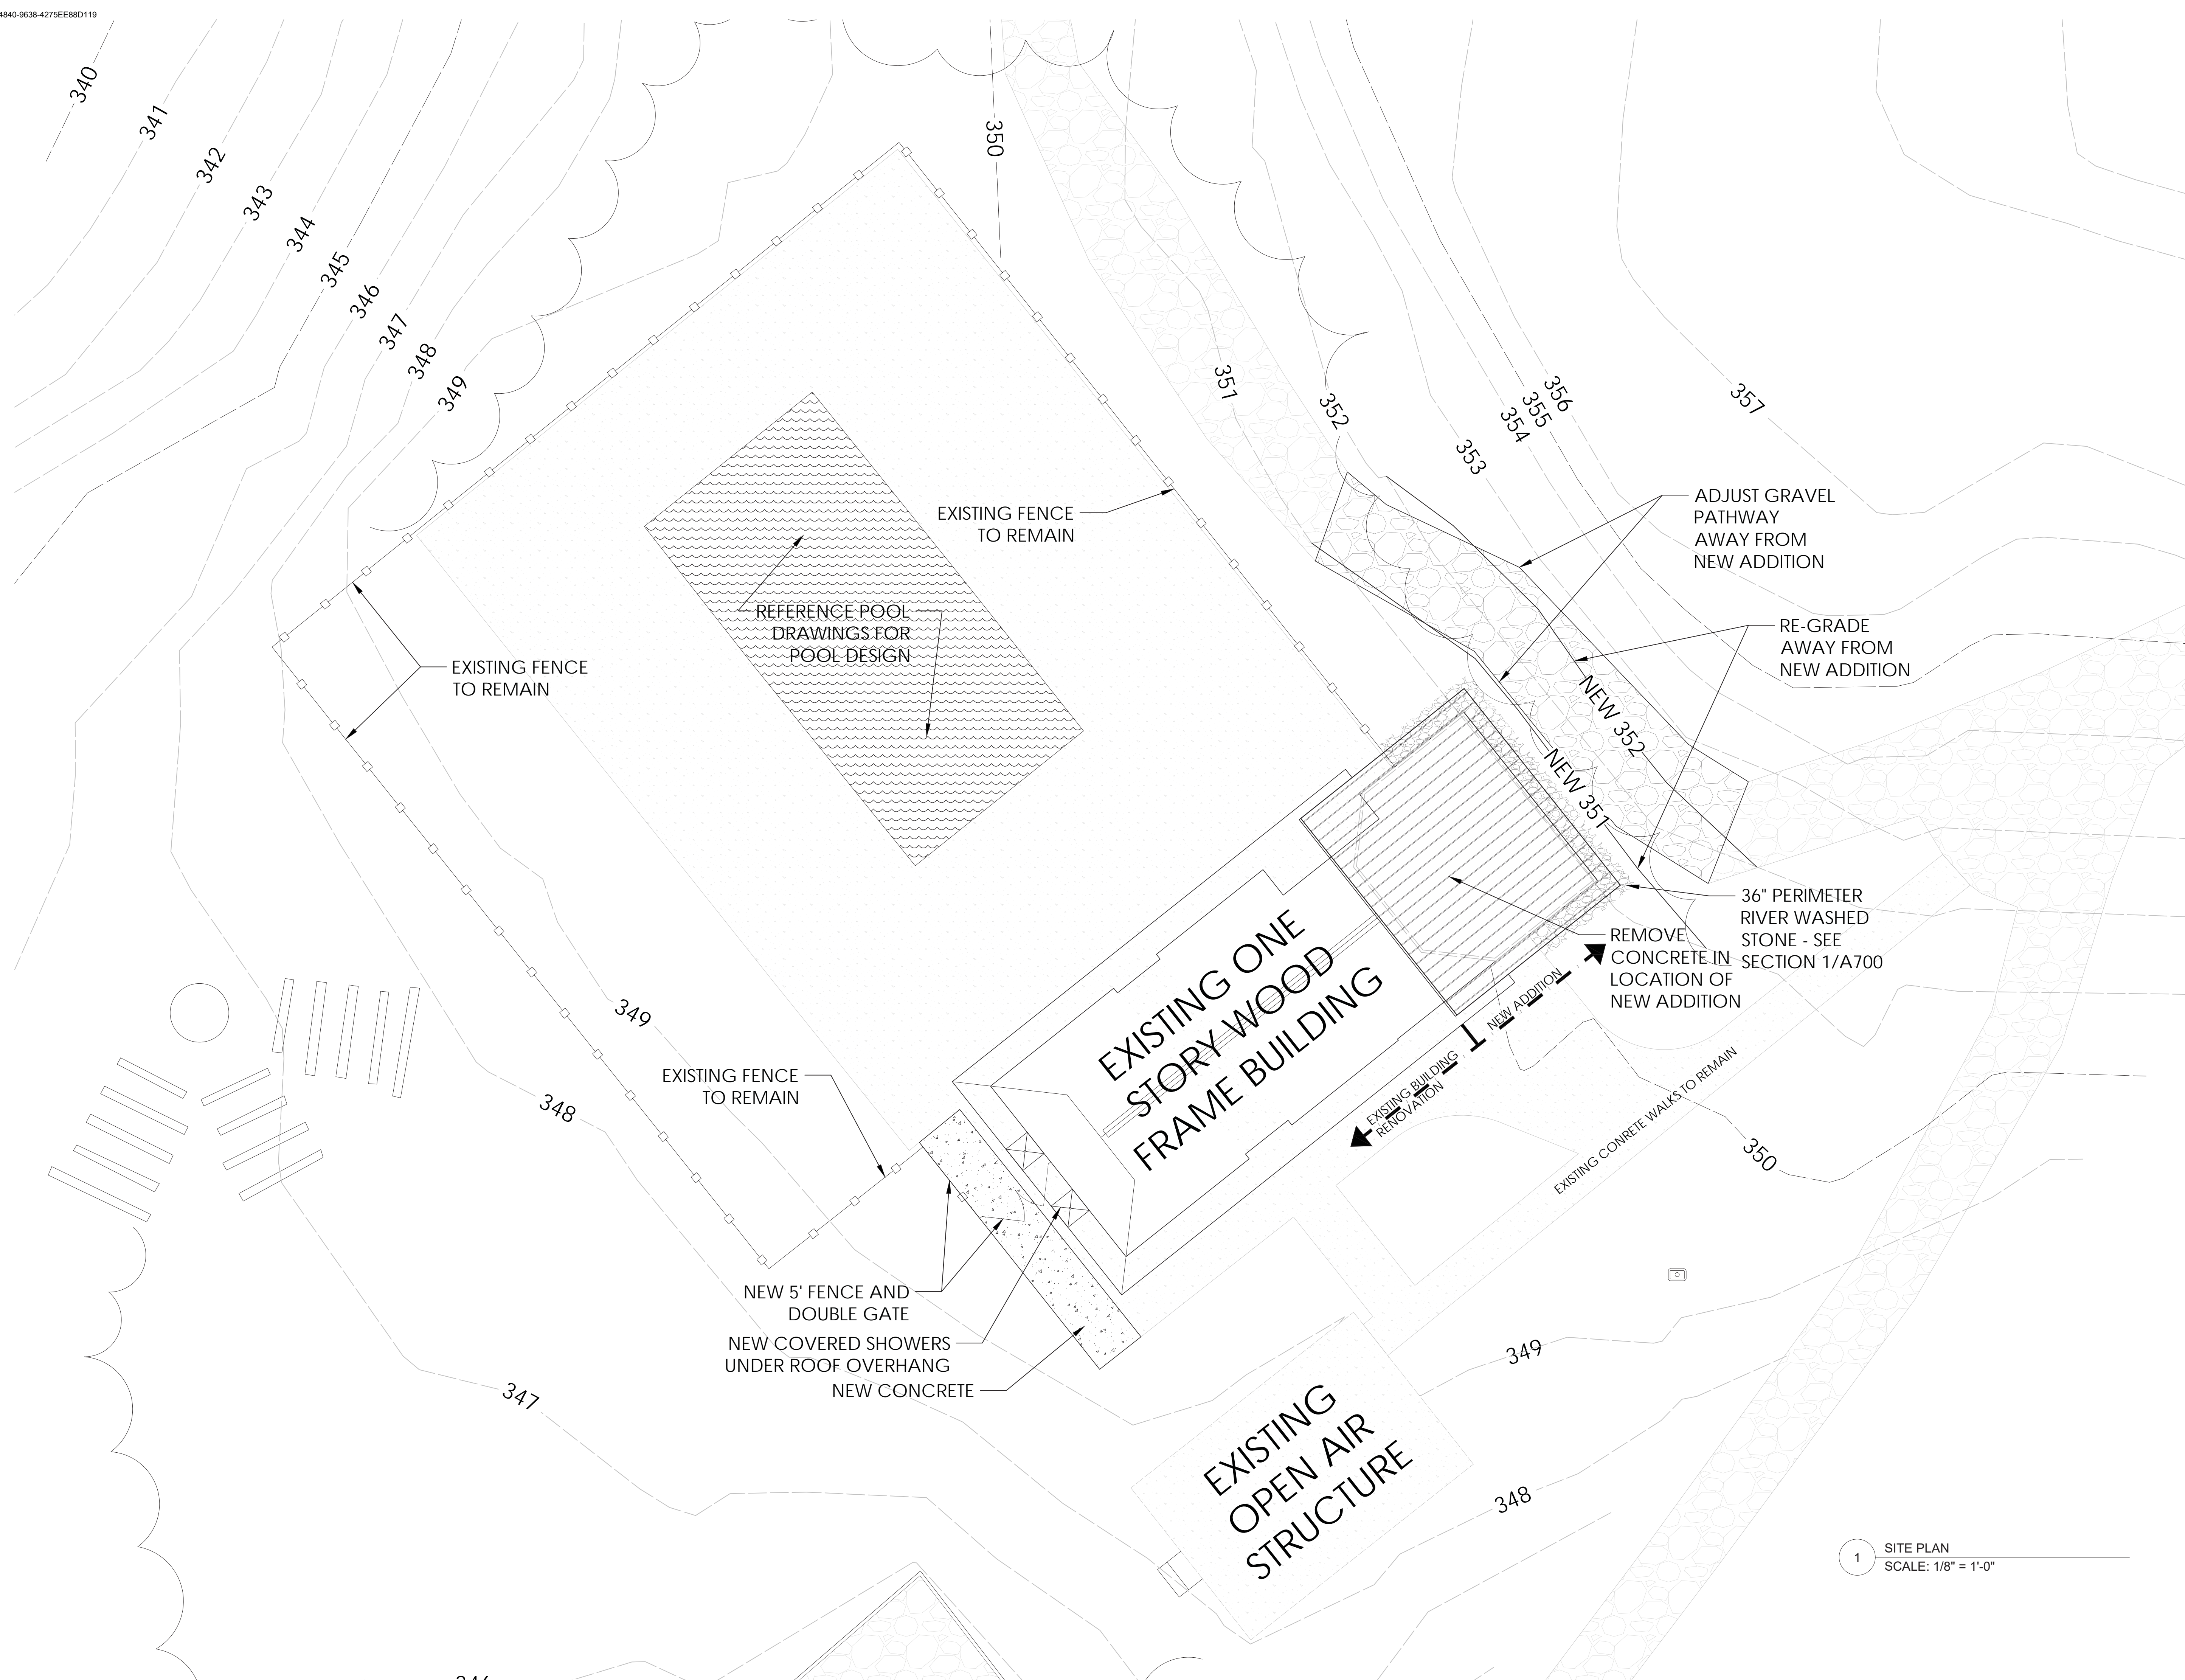 4840-9638-4275EE88D119
340
341
342
343
344
345
346
347
348
349
350
351
352
353
354
355
356
357
EXISTING FENCE
TO REMAIN
ADJUST GRAVEL
PATHWAY
AWAY FROM
NEW ADDITION
REFERENCE POOL
DRAWINGS FOR
POOL DESIGN
RE-GRADE
AWAY FROM
NEW ADDITION
EXISTING FENCE
TO REMAIN
NEW 352
NEW 351
36" PERIMETER
RIVER WASHED
STONE - SEE
SECTION 1/A700
REMOVE
CONCRETE IN
LOCATION OF
NEW ADDITION
EXISTING ONE
STORY WOOD
FRAME BUILDING
NEW ADDITION
EXISTING BUILDING
RENOVATION
EXISTING CONRETE WALKS TO REMAIN
349
348
EXISTING FENCE
TO REMAIN
350
NEW 5' FENCE AND
DOUBLE GATE
NEW COVERED SHOWERS
UNDER ROOF OVERHANG
NEW CONCRETE
347
349
348
EXISTING
OPEN AIR
STRUCTURE
1
SITE PLAN
SCALE: 1/8" = 1'-0"